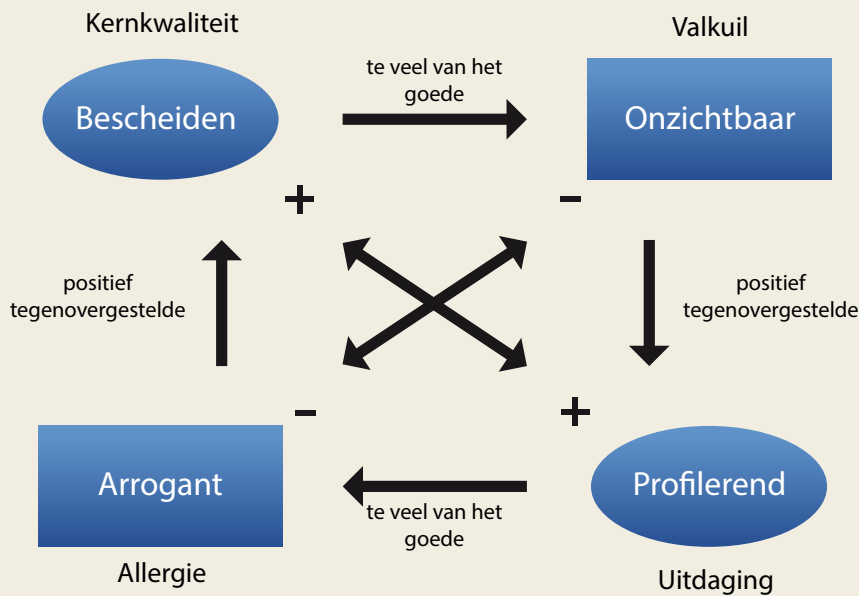 Kernkwaliteit
Valkuil
te veel van het
goede
Bescheiden
Onzichtbaar
+
-
positief
tegenovergestelde
positief
tegenovergestelde
-
+
Arrogant
Profilerend
te veel van het
goede
Allergie
Uitdaging